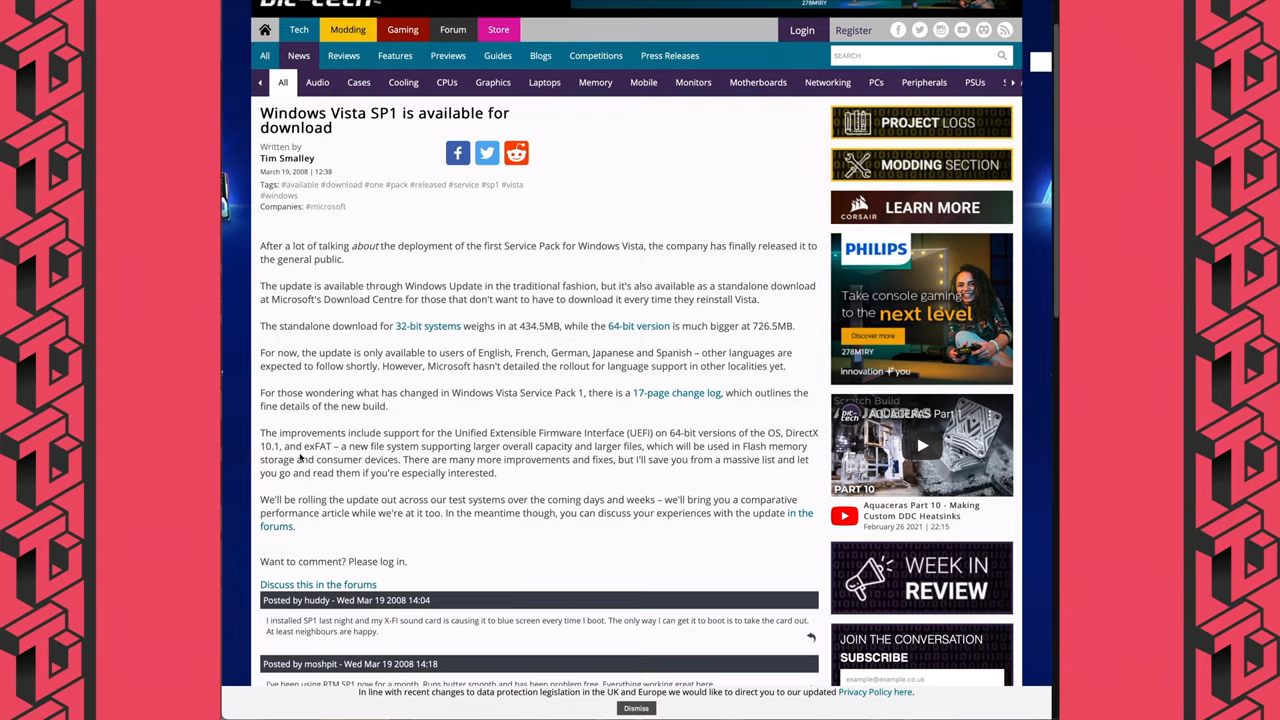 bit-tech
278M1RY
Tech
Modding
Gaming
Forum
Store
Login
Register
All
News
Reviews
Features
Previews
Guides
Blogs
Competitions
Press Releases
SEARCH
All
Audio
Cases
Cooling
CPUs
Graphics
Laptops
Memory
Mobile
Monitors
Motherboards
Networking
PCs
Peripherals
PSUs
Windows Vista SP1 is available for
download
Written by
Tim Smalley
March 19, 2008 | 12:38
Tags: #available #download #one #pack #released #service #sp1 #vista
#windows
Companies: #microsoft
After a lot of talking about the deployment of the first Service Pack for Windows Vista, the company has finally released it to
the general public.
The update is available through Windows Update in the traditional fashion, but it's also available as a standalone download
at Microsoft's Download Centre for those that don't want to have to download it every time they reinstall Vista.
The standalone download for 32-bit systems weighs in at 434.5MB, while the 64-bit version is much bigger at 726.5MB.
For now, the update is only available to users of English, French, German, Japanese and Spanish – other languages are
expected to follow shortly. However, Microsoft hasn't detailed the rollout for language support in other localities yet.
For those wondering what has changed in Windows Vista Service Pack 1, there is a 17-page change log, which outlines the
fine details of the new build.
The improvements include support for the Unified Extensible Firmware Interface (UEFI) on 64-bit versions of the OS, DirectX
10.1, and exFAT – a new file system supporting larger overall capacity and larger files, which will be used in Flash memory
storage and consumer devices. There are many more improvements and fixes, but I'll save you from a massive list and let
you go and read them if you're especially interested.
We'll be rolling the update out across our test systems over the coming days and weeks – we'll bring you a comparative
performance article while we're at it too. In the meantime though, you can discuss your experiences with the update in the
forums.
Want to comment? Please log in.
Discuss this in the forums
Posted by huddy - Wed Mar 19 2008 14:04
I installed SP1 last night and my X-FI sound card is causing it to blue screen every time I boot. The only way I can get it to boot is to take the card out.
At least neighbours are happy.
Posted by moshpit - Wed Mar 19 2008 14:18
I've been using RTM SP1 now for a month. Runs butter smooth and has been problem free. Everything working great here.
PROJECT LOGS
MODDING SECTION
CORSAIR
LEARN MORE
PHILIPS
Take console gaming
to the next level
Discover more
278M1RY
innovation you
Scratch Build
bit-tech
AQUACERAS Part 1
PART 10
Aquaceras Part 10 - Making
Custom DDC Heatsinks
February 26 2021 | 22:15
WEEK IN
REVIEW
JOIN THE CONVERSATION
SUBSCRIBE
example@example.co.uk
In line with recent changes to data protection legislation in the UK and Europe we would like to direct you to our updated Privacy Policy here.
Dismiss